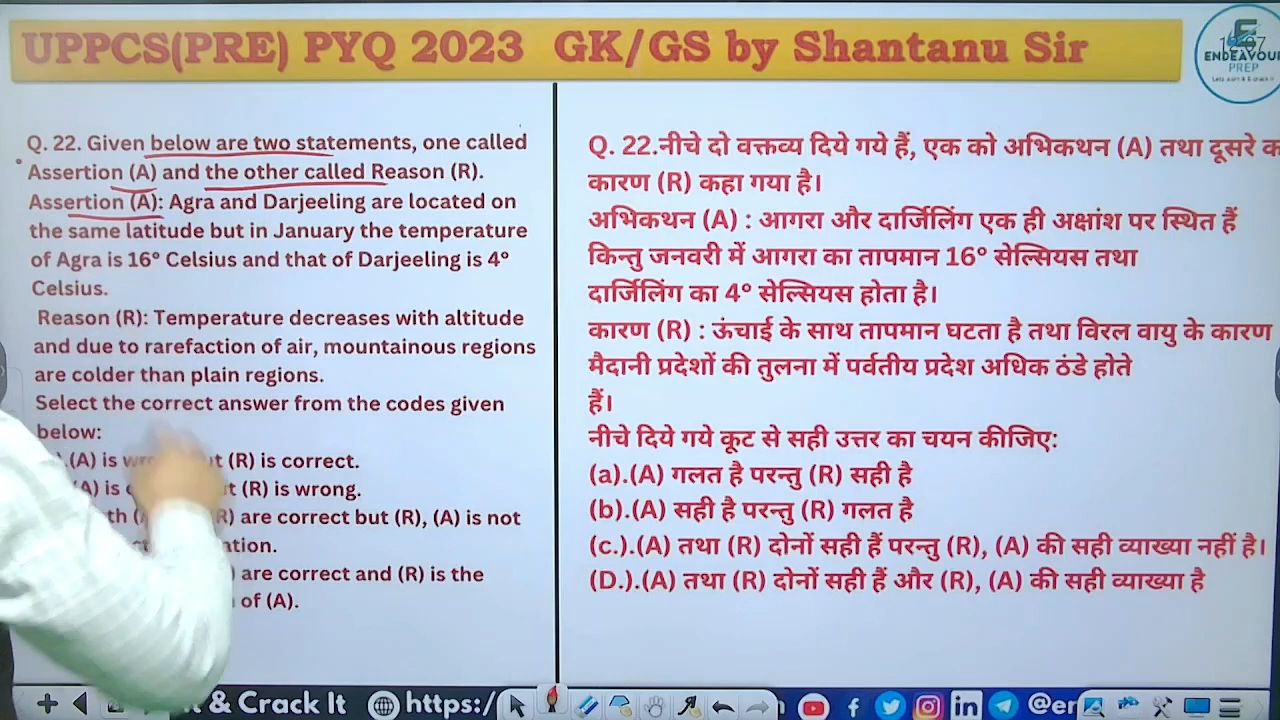 UPPCS(PRE) PYQ 2023 GK/GS by Shantanu Sir
ENDEAVOUR
PREP
Q. 22. Given below are two statements, one called
Assertion (A) and the other called Reason (R).
Assertion (A): Agra and Darjeeling are located on
the same latitude but in January the temperature
of Agra is 16° Celsius and that of Darjeeling is 4°
Celsius.
Reason (R): Temperature decreases with altitude
and due to rarefaction of air, mountainous regions
are colder than plain regions.
Select the correct answer from the codes given
below:
(A) is (R) is correct.
(A) is (R) is wrong.
(R) are correct but (R), (A) is not
are correct and (R) is the
of (A).
Q. 22.नीचे दो वक्तव्य दिये गये हैं, एक को अभिकथन (A) तथा दूसरे
कारण (R) कहा गया है।
अभिकथन (A) : आगरा और दार्जिलिंग एक ही अक्षांश पर स्थित हैं
किन्तु जनवरी में आगरा का तापमान 16° सेल्सियस तथा
दार्जिलिंग का 4° सेल्सियस होता है।
कारण (R) : ऊंचाई के साथ तापमान घटता है तथा विरल वायु के कारण
मैदानी प्रदेशों की तुलना में पर्वतीय प्रदेश अधिक ठंडे होते
हैं।
नीचे दिये गये कूट से सही उत्तर का चयन कीजिए:
(a).(A) गलत है परन्तु (R) सही है
(b).(A) सही है परन्तु (R) गलत है
(c.).(A) तथा (R) दोनों सही हैं परन्तु (R), (A) की सही व्याख्या नहीं है।
(D.).(A) तथा (R) दोनों सही हैं और (R), (A) की सही व्याख्या है
& Crack It https:/ @er